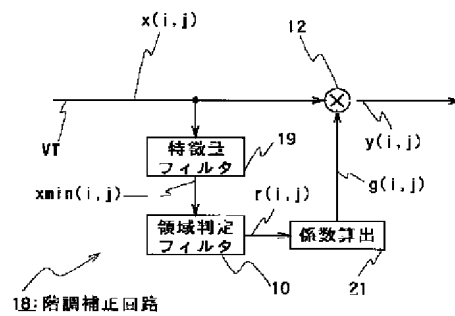 x(i,j)
12
VT
y(i,j)
特徴量
フィルタ
19
xmin(i,j)
r(i,j)
g(i,j)
領域判定
フィルタ
係数算出
10
21
18:階調補正回路